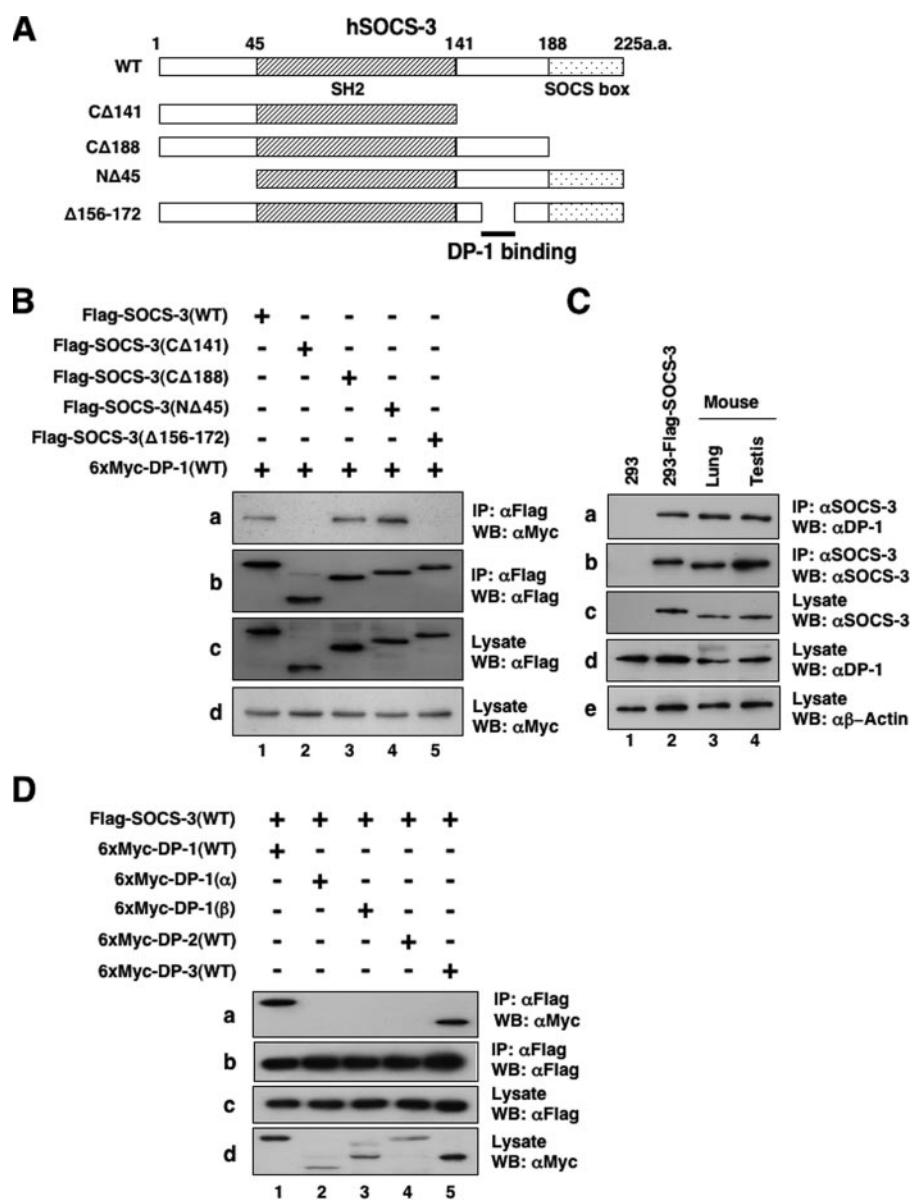 A
hSOCS-3
1 45 141 188 225a.a.
WT
SH2 SOCS box
CΔ141
CΔ188
NΔ45
Δ156-172
DP-1 binding
B
Flag-SOCS-3(WT) + - - - -
Flag-SOCS-3(CΔ141) - + - - -
Flag-SOCS-3(CΔ188) - - + - -
Flag-SOCS-3(NΔ45) - - - + -
Flag-SOCS-3(Δ156-172) - - - - +
6xMyc-DP-1(WT) + + + + +
a IP: αFlag
WB: αMyc
b IP: αFlag
WB: αFlag
c Lysate
WB: αFlag
d Lysate
WB: αMyc
1 2 3 4 5
C
293
293-Flag-SOCS-3
Mouse
Lung
Testis
a IP: αSOCS-3
WB: αDP-1
b IP: αSOCS-3
WB: αSOCS-3
c Lysate
WB: αSOCS-3
d Lysate
WB: αDP-1
e Lysate
WB: αβ–Actin
1 2 3 4
D
Flag-SOCS-3(WT) + + + + +
6xMyc-DP-1(WT) + - - - -
6xMyc-DP-1(α) - + - - -
6xMyc-DP-1(β) - - + - -
6xMyc-DP-2(WT) - - - + -
6xMyc-DP-3(WT) - - - - +
a IP: αFlag
WB: αMyc
b IP: αFlag
WB: αFlag
c Lysate
WB: αFlag
d Lysate
WB: αMyc
1 2 3 4 5